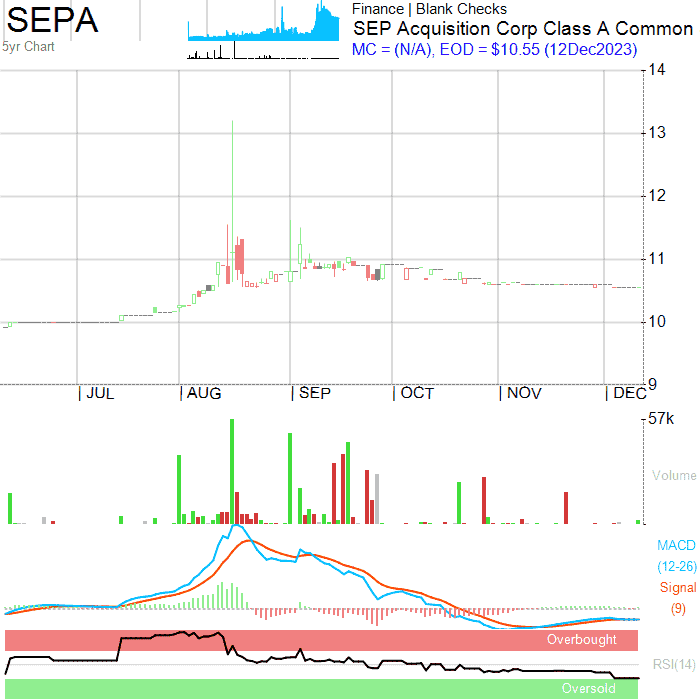 SEPA
5yr Chart
Finance | Blank Checks
SEP Acquisition Corp Class A Common
MC = (N/A), EOD = $10.55 (12Dec2023)
14
13
12
11
10
9
| JUL | AUG | SEP | OCT | NOV | DEC
57k
Volume
MACD
(12-26)
Signal
(9)
Overbought
RSI(14)
Oversold